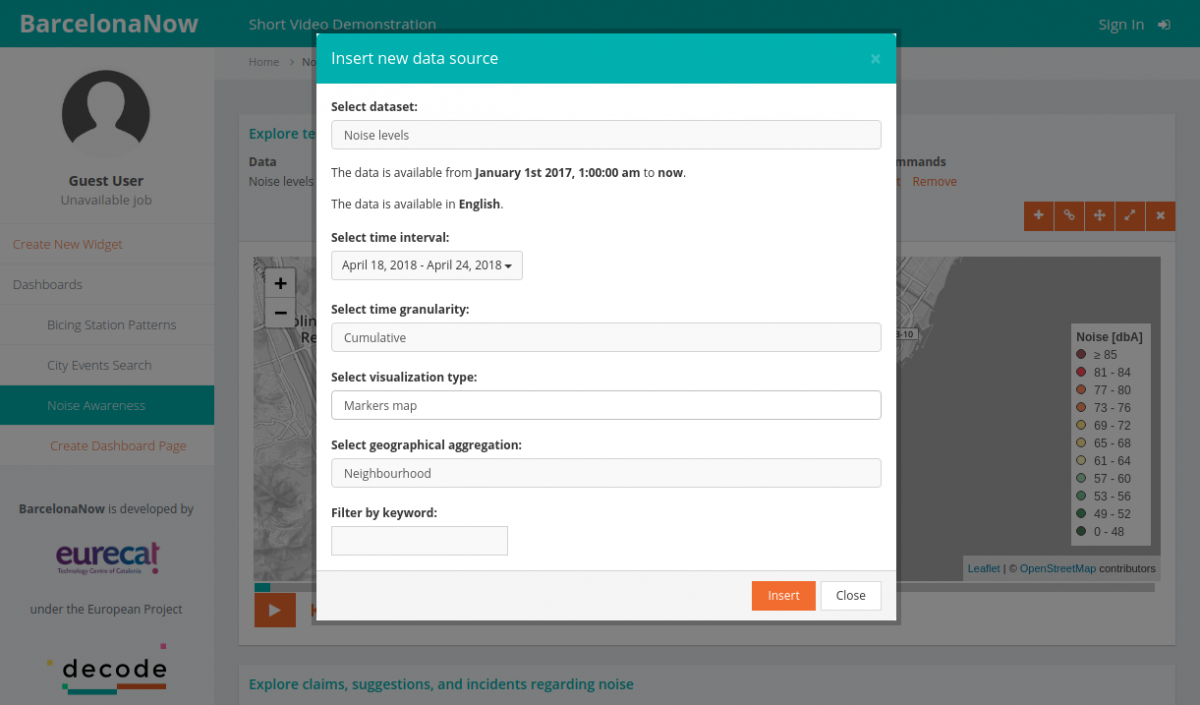 BarcelonaNow
Short Video Demonstration
Sign In
Home > No
Guest User
Unavailable job
Create New Widget
Dashboards
Bicing Station Patterns
City Events Search
Noise Awareness
Create Dashboard Page
BarcelonaNow is developed by
eurecat
Technology Centre of Catalonia
under the European Project
decode
Insert new data source ×
Select dataset:
Noise levels
The data is available from January 1st 2017, 1:00:00 am to now.
The data is available in English.
Select time interval:
April 18, 2018 - April 24, 2018
Select time granularity:
Cumulative
Select visualization type:
Markers map
Select geographical aggregation:
Neighbourhood
Filter by keyword:
Insert
Close
Explore te
Data
Noise levels
mmands
t Remove
+
−
olin
Re
B-10
Noise [dbA]
≥ 85
81 - 84
77 - 80
73 - 76
69 - 72
65 - 68
61 - 64
57 - 60
53 - 56
49 - 52
0 - 48
Leaflet | © OpenStreetMap contributors
Explore claims, suggestions, and incidents regarding noise